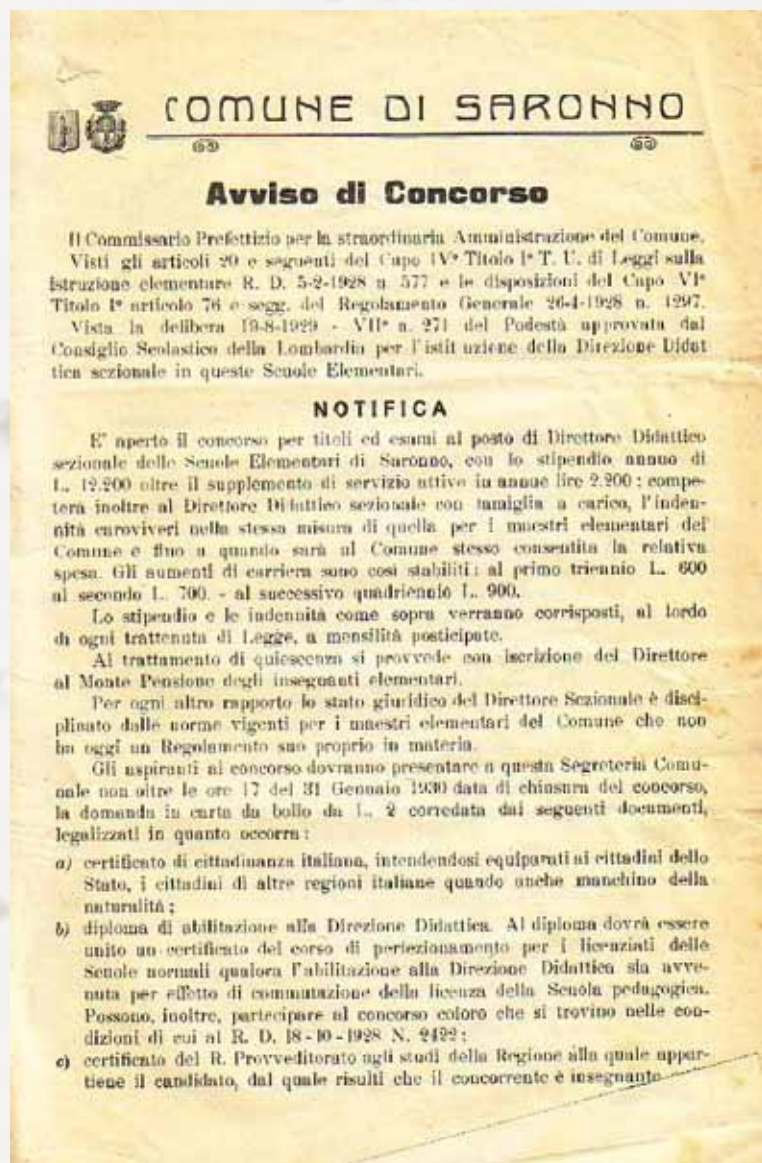 COMUNE DI SARONNO
Avviso di Concorso
Il Commissario Prefettizio per la straordinaria Amministrazione del Comune.
Visti gli articoli 20 e seguenti del Capo IV° Titolo I° T. U. di Leggi sulla
istruzione elementare R. D. 5-2-1928 n 577 e le disposizioni del Capo VI°
Titolo I° articolo 76 e segg. del Regolamento Generale 26-4-1928 n. 1297.
Vista la delibera 19-8-1929 - VII° n. 271 del Podestà approvata dal
Consiglio Scolastico della Lombardia per l'istit uzione della Direzione Didat
tica sezionale in queste Scuole Elementari.
NOTIFICA
E' aperto il concorso per titoli ed esami al posto di Direttore Didattico
sezionale delle Scuole Elementari di Saronno, con lo stipendio annuo di
L. 12.200 oltre il supplemento di servizio attivo in annue lire 2.200 ; compe-
terà inoltre al Direttore Didattico sezionale con famiglia a carico, l'inden-
nità caroviveri nella stessa misura di quella per i maestri elementari del
Comune e fino a quando sarà al Comune stesso consentita la relativa
spesa. Gli aumenti di carriera sono così stabiliti : al primo triennio L. 600
al secondo L. 700. - al successivo quadriennio L. 900.
Lo stipendio e le indennità come sopra verranno corrisposti, al lordo
di ogni trattenuta di Legge, a mensilità posticipate.
Al trattamento di quiescenza si provvede con iscrizione del Direttore
al Monte Pensione degli insegnanti elementari.
Per ogni altro rapporto lo stato giuridico del Direttore Sezionale è disci-
plinato dalle norme vigenti per i maestri elementari del Comune che non
ha oggi un Regolamento suo proprio in materia.
Gli aspiranti al concorso dovranno presentare a questa Segreteria Comu-
nale non oltre le ore 17 del 31 Gennaio 1930 data di chiusura del concorso,
la domanda in carta da bollo da L. 2 corredata dai seguenti documenti,
legalizzati in quanto occorra :
a) certificato di cittadinanza italiana, intendendosi equiparati ai cittadini dello
Stato, i cittadini di altre regioni italiane quando anche manchino della
naturalità ;
b) diploma di abilitazione alla Direzione Didattica. Al diploma dovrà essere
unito un certificato del corso di perfezionamento per i licenziati delle
Scuole normali qualora l'abilitazione alla Direzione Didattica sia avve-
nuta per effetto di commutazione della licenza della Scuola pedagogica.
Possono, inoltre, partecipare al concorso coloro che si trovino nelle con-
dizioni di cui al R. D. 18-10-1928 N. 2422 ;
c) certificato del R. Provveditorato agli studi della Regione alla quale appar-
tiene il candidato, dal quale risulti che il concorrente è insegnante